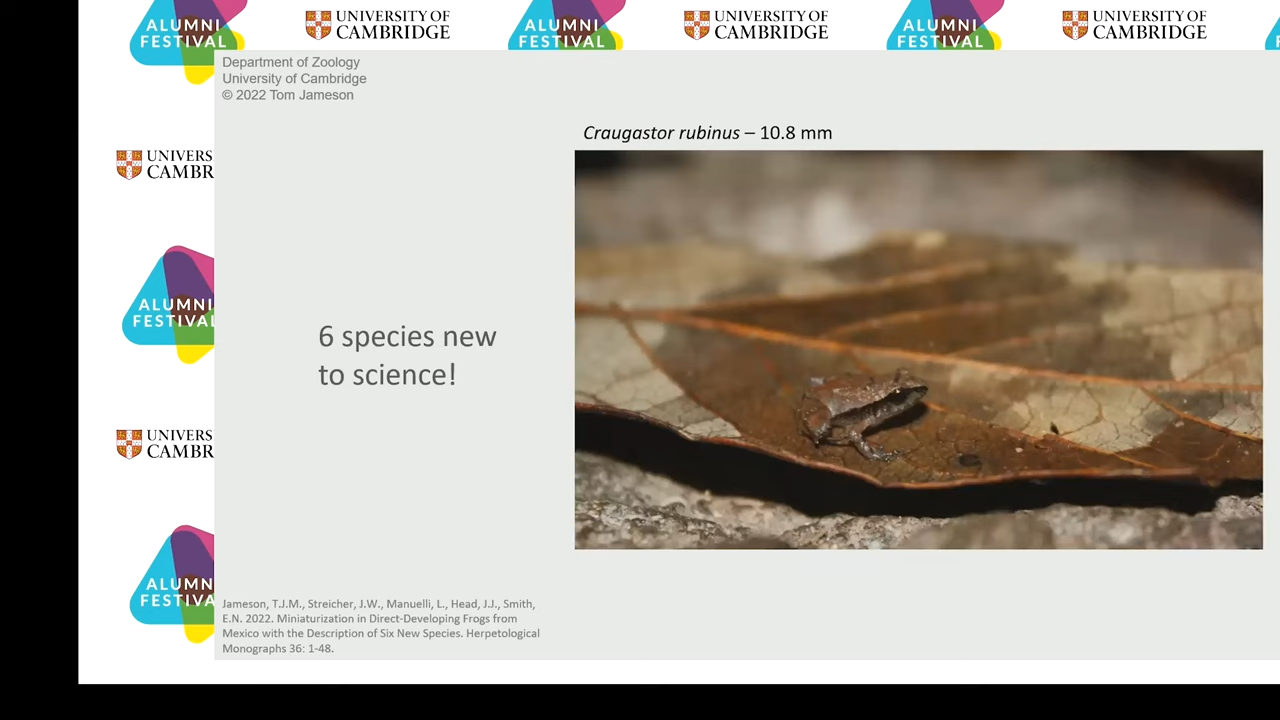 ALUMNI
FESTIVAL
UNIVERSITY OF
CAMBRIDGE
ALUMNI
FESTIVAL
UNIVERSITY OF
CAMBRIDGE
ALUMNI
FESTIVAL
UNIVERSITY OF
CAMBRIDGE
F
Department of Zoology
University of Cambridge
© 2022 Tom Jameson
Craugastor rubinus – 10.8 mm
UNIVERS
CAMBR
ALUMNI
FESTIVAL
6 species new
to science!
UNIVERS
CAMBR
ALUMN
FESTIVA
Jameson, T.J.M., Streicher, J.W., Manuelli, L., Head, J.J., Smith,
E.N. 2022. Miniaturization in Direct-Developing Frogs from
Mexico with the Description of Six New Species. Herpetological
Monographs 36: 1-48.